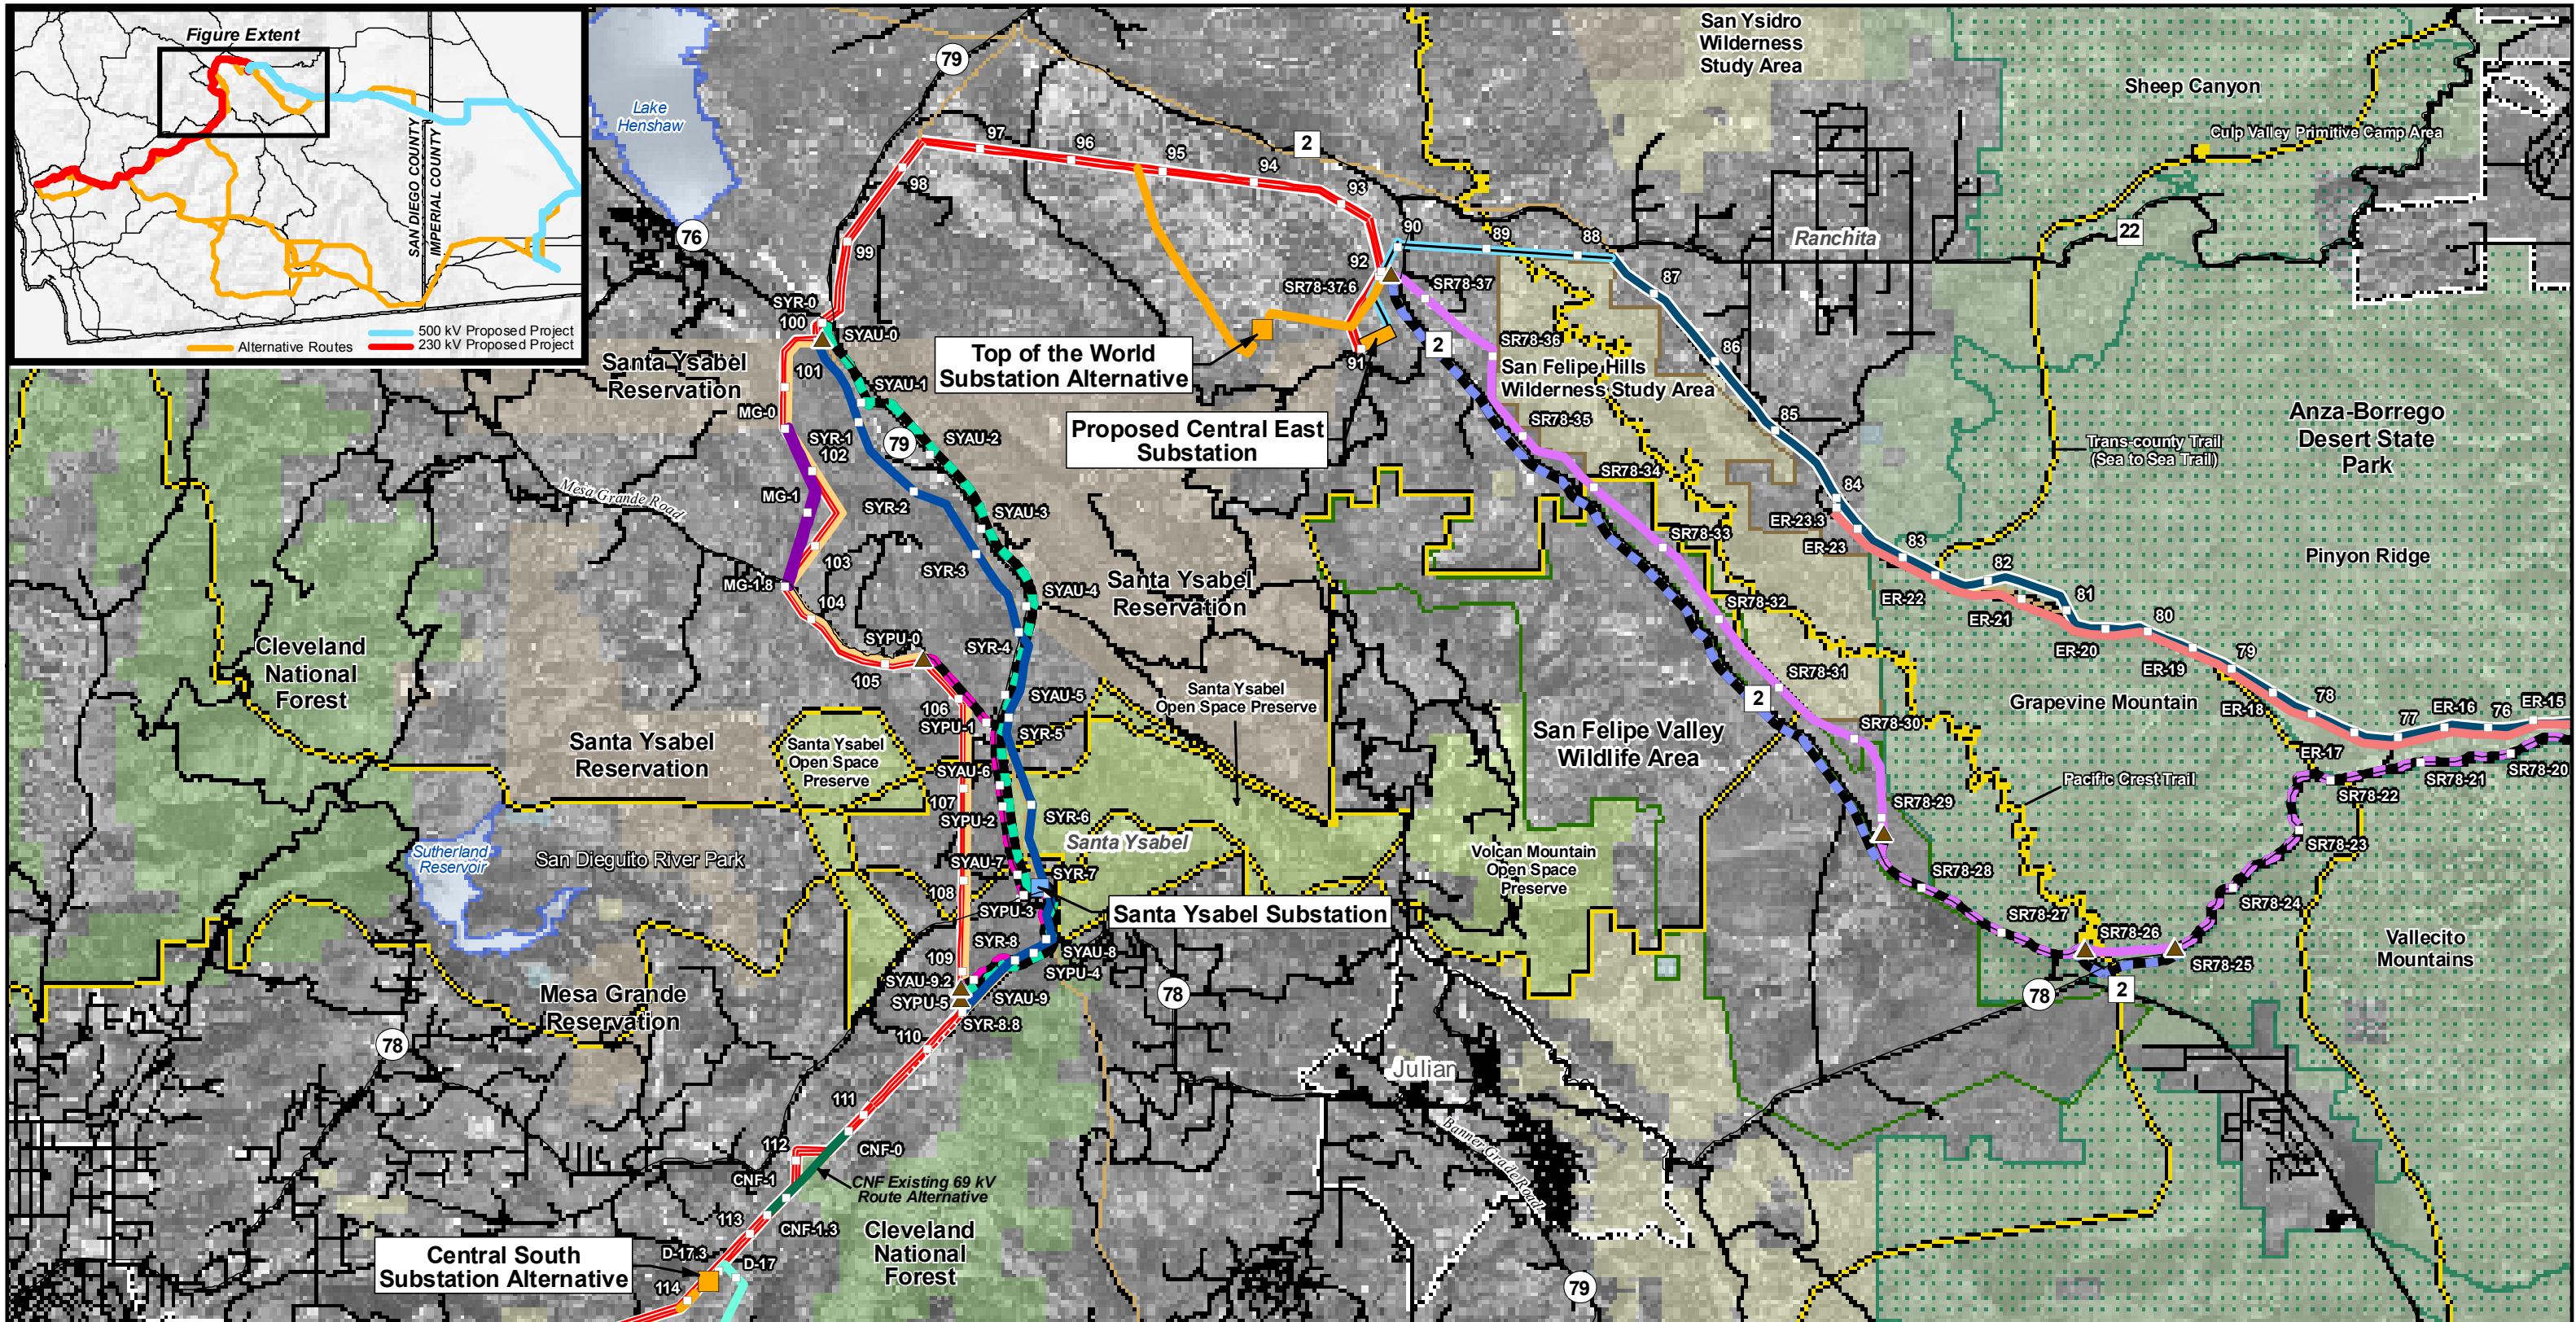 Figure Extent
SAN DIEGO COUNTY
IMPERIAL COUNTY
500 kV Proposed Project
Alternative Routes
230 kV Proposed Project
Lake
Henshaw
79
76
2
San Ysidro
Wilderness
Study Area
Sheep Canyon
Culp Valley Primitive Camp Area
22
Ranchita
97
96
95
94
93
98
99
90
89
88
92
87
SR78-37.6
SR78-37
SYR-0
100
SYAU-0
91
2
86
SR78-36
Santa Ysabel
Reservation
101
Top of the World
Substation Alternative
San Felipe Hills
Wilderness Study Area
SYAU-1
MG-0
SR78-35
85
Anza-Borrego
Desert State
Park
Proposed Central East
Substation
SYR-1
102
79
SYAU-2
Trans-county Trail
(Sea to Sea Trail)
SR78-34
Mesa Grande Road
MG-1
SYR-2
84
SYAU-3
ER-23.3
SR78-33
ER-23
83
Pinyon Ridge
103
SYR-3
82
MG-1.8
Santa Ysabel
Reservation
SYAU-4
104
SR78-32
ER-22
81
ER-21
80
Cleveland
National
Forest
SYPU-0
SYR-4
ER-20
79
ER-19
105
SR78-31
SYAU-5
Santa Ysabel
Open Space Preserve
2
Grapevine Mountain
78
ER-18
ER-16
ER-15
106
SYPU-1
SYR-5
77
76
SR78-30
San Felipe Valley
Wildlife Area
Santa Ysabel
Reservation
Santa Ysabel
Open Space
Preserve
ER-17
SR78-20
SYAU-6
Pacific Crest Trail
SR78-21
SR78-22
107
SYPU-2
SYR-6
SR78-29
Santa Ysabel
SR78-23
Sutherland
Reservoir
San Dieguito River Park
SYAU-7
Volcan Mountain
Open Space
Preserve
SYR-7
SR78-28
108
SYPU-3
Santa Ysabel Substation
SR78-24
SR78-27
SR78-26
SYR-8
SYAU-8
109
Vallecito
Mountains
SR78-25
SYPU-4
SYAU-9.2
Mesa Grande
Reservation
SYPU-5
SYAU-9
78
78
2
SYR-8.8
110
78
Julian
111
Banner Grade Road
112
CNF-0
CNF-1
CNF Existing 69 kV
Route Alternative
113
CNF-1.3
Cleveland
National
Forest
Central South
Substation Alternative
D-17.3
D-17
114
79